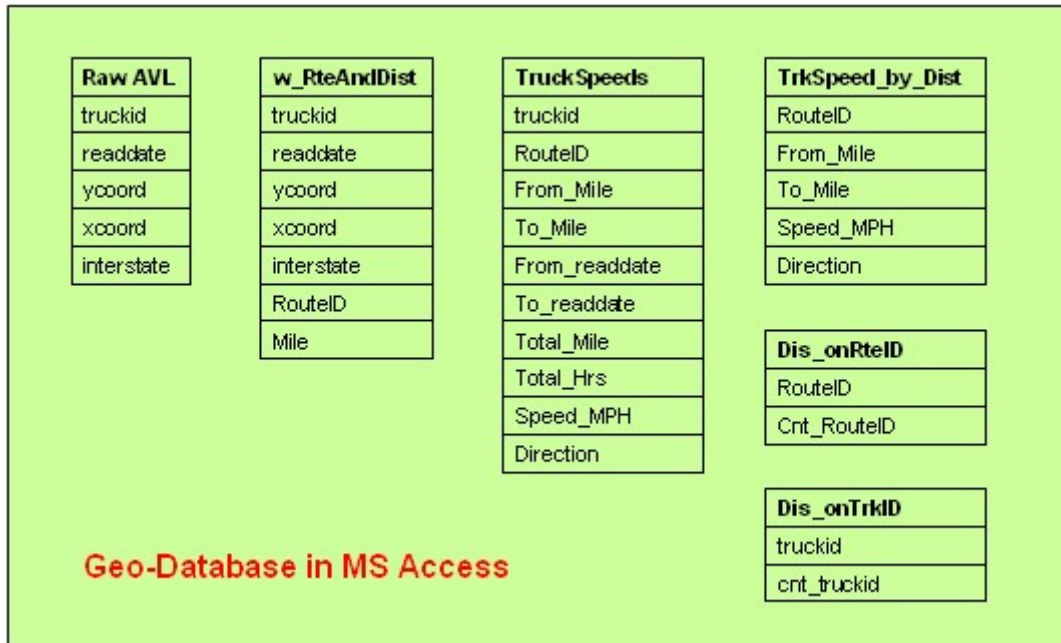 Raw AVL
truckid
readdate
ycoord
xcoord
interstate
w_RteAndDist
truckid
readdate
ycoord
xcoord
interstate
RouteID
Mile
TruckSpeeds
truckid
RouteID
From_Mile
To_Mile
From_readdate
To_readdate
Total_Mile
Total_Hrs
Speed_MPH
Direction
TrkSpeed_by_Dist
RouteID
From_Mile
To_Mile
Speed_MPH
Direction
Dis_onRteID
RouteID
Cnt_RouteID
Dis_onTrkID
truckid
cnt_truckid
Geo-Database in MS Access